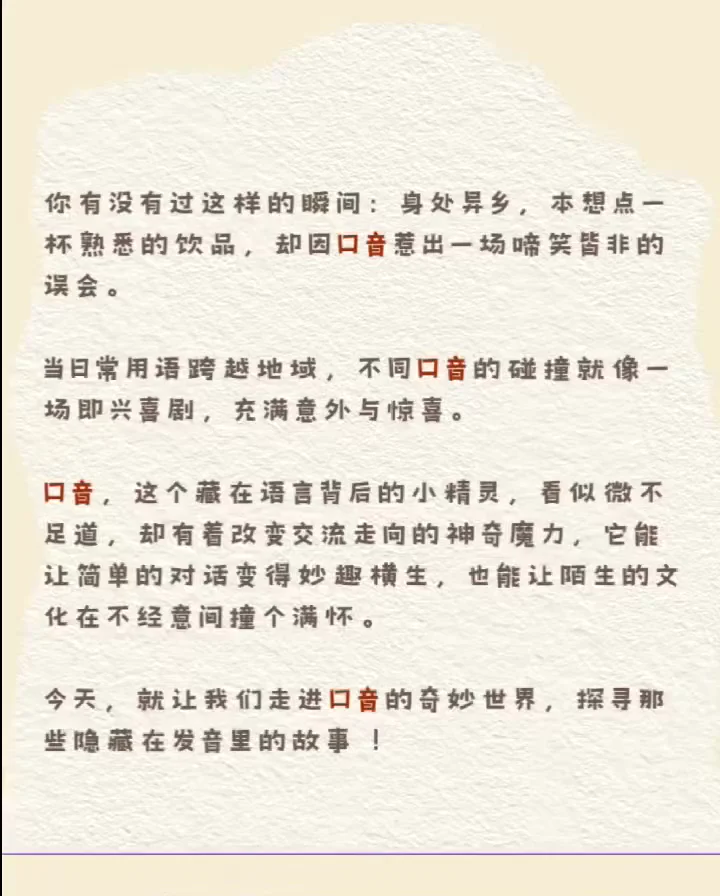 你有没有过这样的瞬间：身处异乡，本想点一
杯熟悉的饮品，却因口音惹出一场啼笑皆非的
误会。
当日常用语跨越地域，不同口音的碰撞就像一
场即兴喜剧，充满意外与惊喜。
口音，这个藏在语言背后的小精灵，看似微不
足道，却有着改变交流走向的神奇魔力，它能
让简单的对话变得妙趣横生，也能让陌生的文
化在不经意间撞个满怀。
今天，就让我们走进口音的奇妙世界，探寻那
些隐藏在发音里的故事！